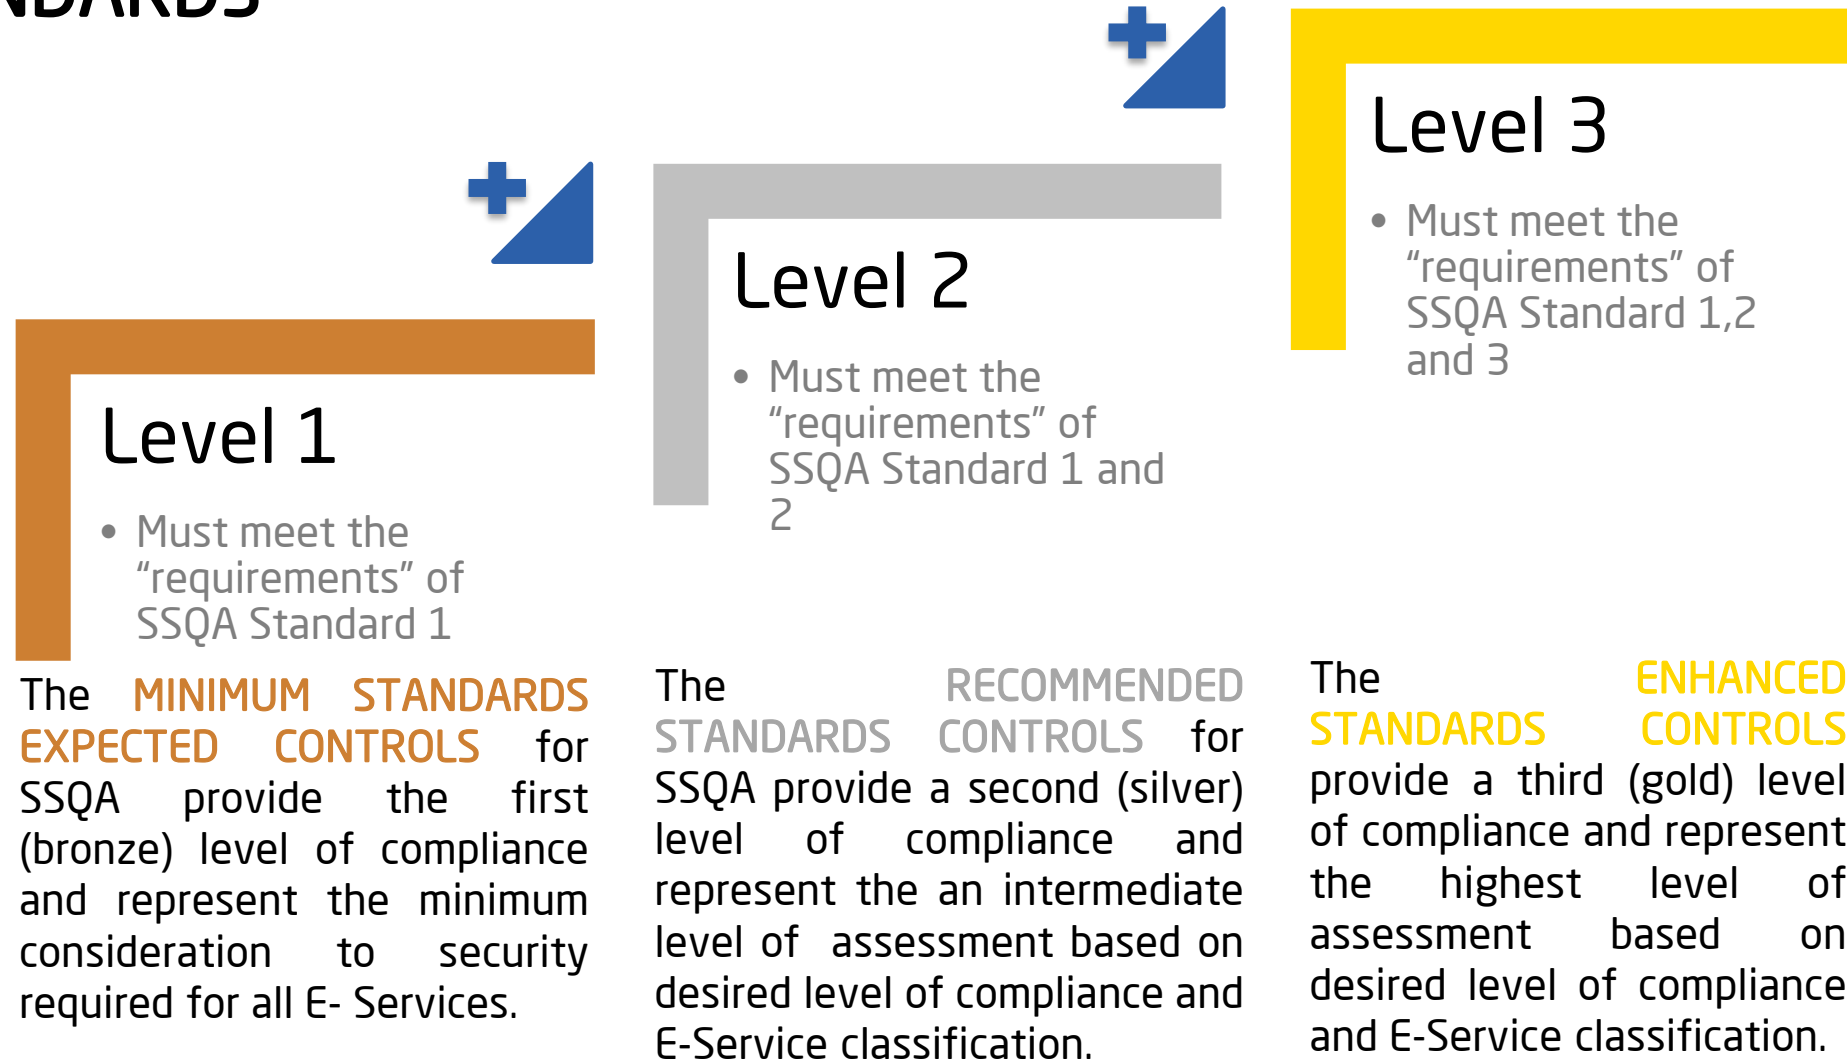 Level 1
• Must meet the
“requirements” of
SSQA Standard 1
The MINIMUM STANDARDS
EXPECTED CONTROLS for
SSQA provide the first
(bronze) level of compliance
and represent the minimum
consideration to security
required for all E- Services.
Level 2
• Must meet the
“requirements” of
SSQA Standard 1 and
2
The RECOMMENDED
STANDARDS CONTROLS for
SSQA provide a second (silver)
level of compliance and
represent the an intermediate
level of assessment based on
desired level of compliance and
E-Service classification.
Level 3
• Must meet the
“requirements” of
SSQA Standard 1,2
and 3
The ENHANCED
STANDARDS CONTROLS
provide a third (gold) level
of compliance and represent
the highest level of
assessment based on
desired level of compliance
and E-Service classification.